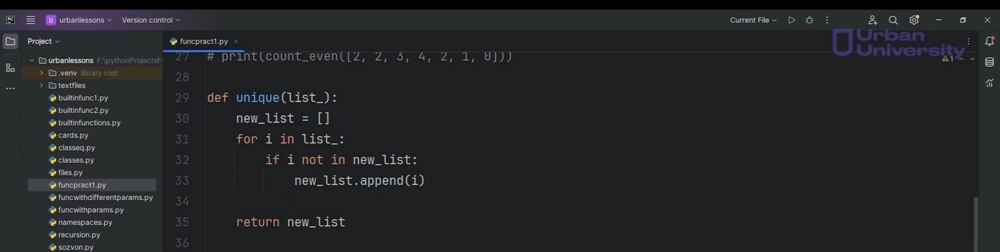 PC
U urbanlessons
Version control
Current File
Project
funcpract1.py
Urban
University
urbanlessons F:\pythonProjectsF
.venv library root
textfiles
builtinfunc1.py
builtinfunc2.py
builtinfunctions.py
cards.py
classeq.py
classes.py
files.py
funcpract1.py
funcwithdifferentparams.py
funcwithparams.py
namespaces.py
recursion.py
sozvon.py
1
27 # print(count_even([2, 2, 3, 4, 2, 1, 0]))
28
29 def unique(list_):
30 new_list = []
31 for i in list_:
32 if i not in new_list:
33 new_list.append(i)
34
35 return new_list
36